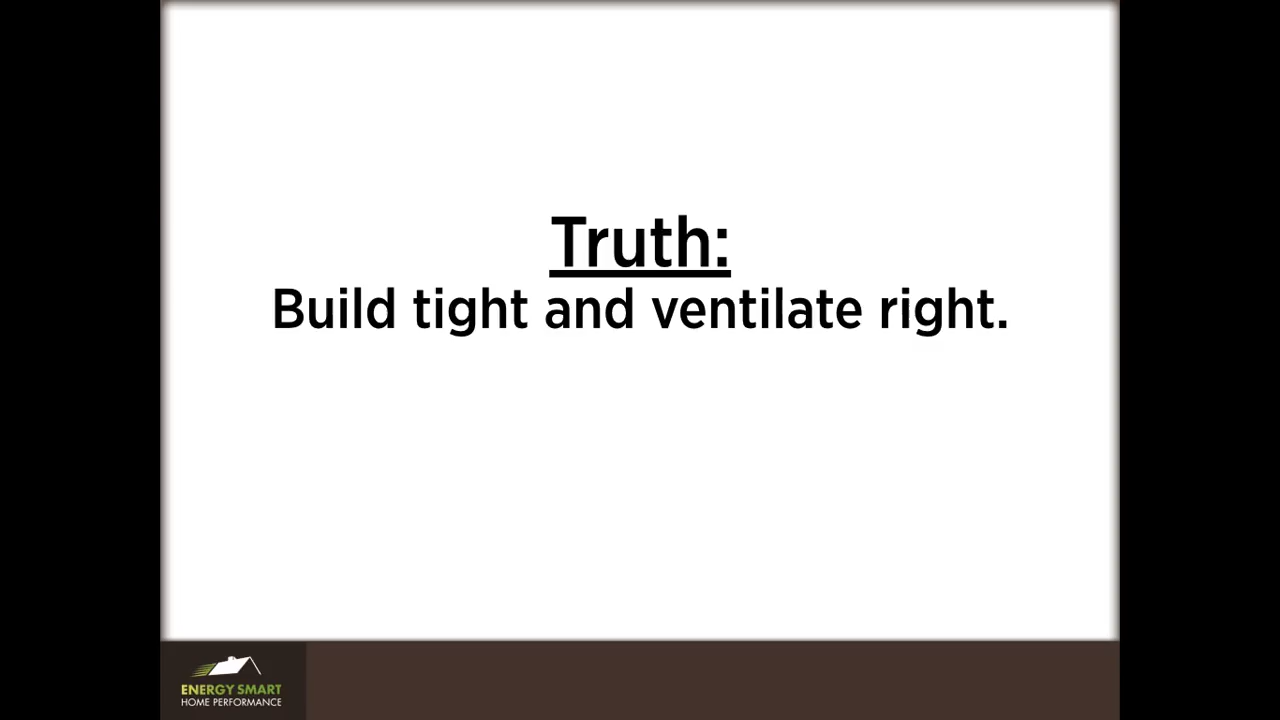 Truth:
Build tight and ventilate right.
ENERGY SMART
HOME PERFORMANCE